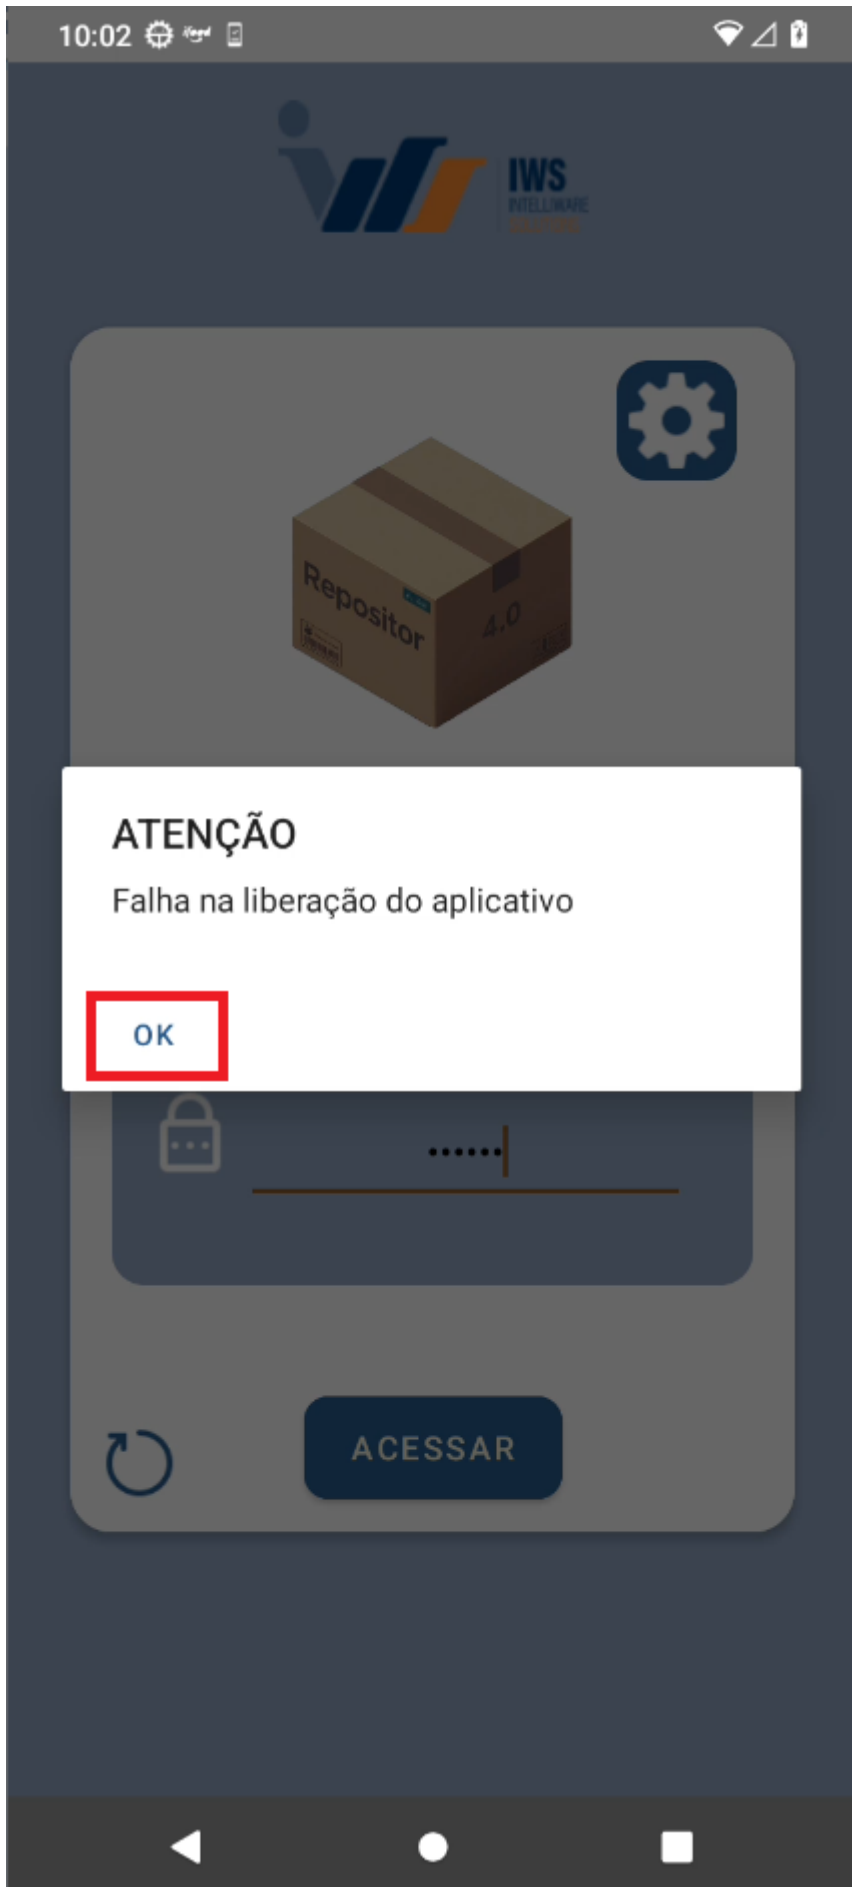 10:02
IWS
INTELLIWARE
Repositor
4.0
ATENÇÃO
Falha na liberação do aplicativo
OK
ACESSAR